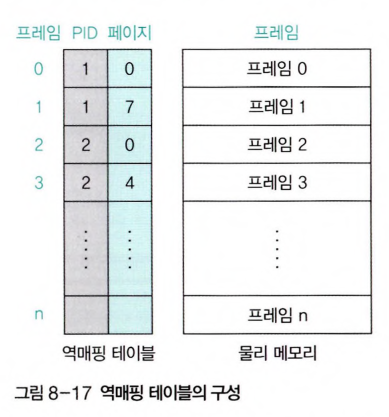 프레임 PID 페이지 프레임
0 1 0 프레임 0
1 1 7 프레임 1
2 2 0 프레임 2
3 2 4 프레임 3
n 프레임 n
역매핑 테이블 물리 메모리
그림 8-17 역매핑 테이블의 구성